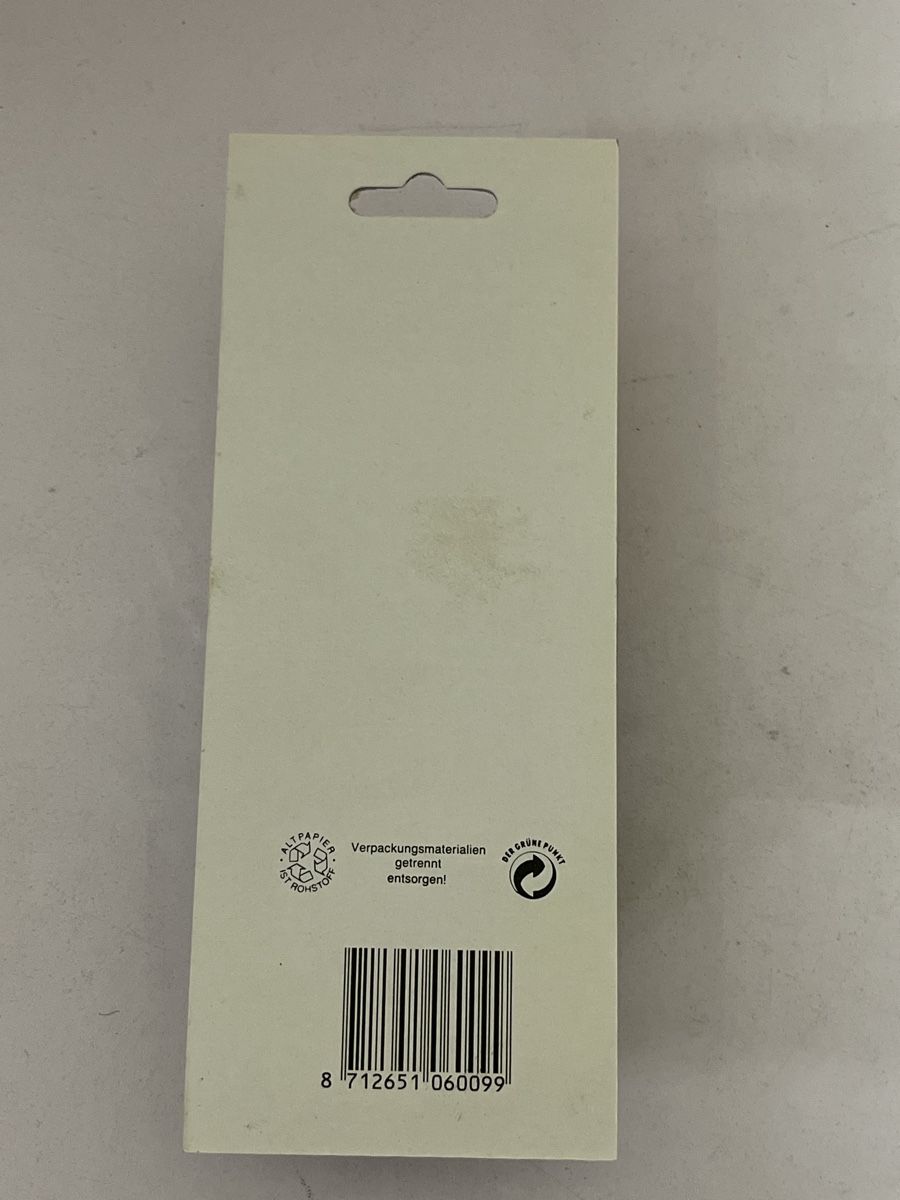 ALTPAPIER
IST ROHSTOFF
Verpackungsmaterialien
getrennt
entsorgen!
DER GRÜNE PUNKT
8 712651 060099